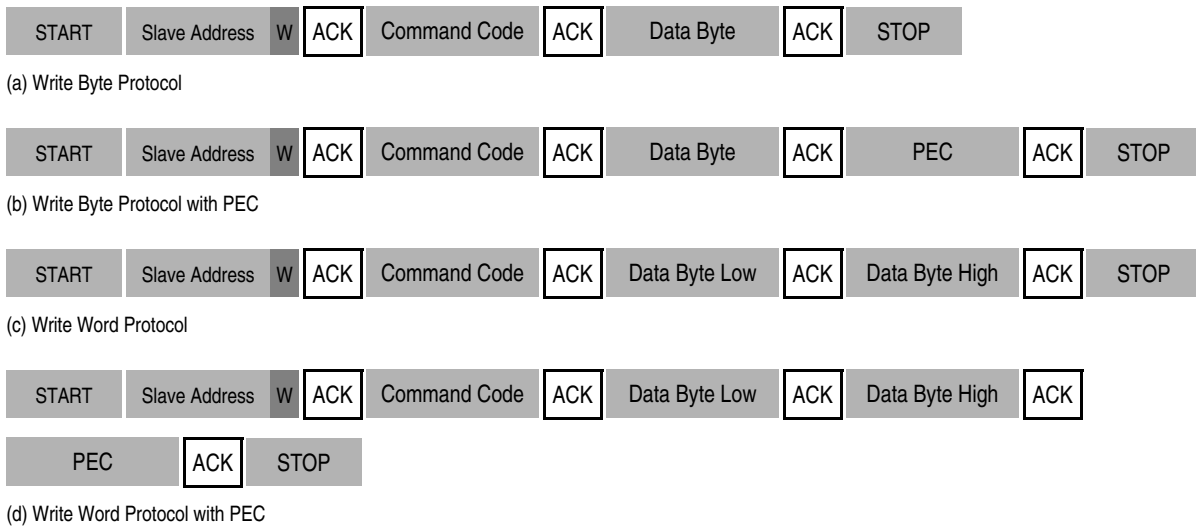 START Slave Address W ACK Command Code ACK Data Byte ACK STOP
(a) Write Byte Protocol
START Slave Address W ACK Command Code ACK Data Byte ACK PEC ACK STOP
(b) Write Byte Protocol with PEC
START Slave Address W ACK Command Code ACK Data Byte Low ACK Data Byte High ACK STOP
(c) Write Word Protocol
START Slave Address W ACK Command Code ACK Data Byte Low ACK Data Byte High ACK
PEC ACK STOP
(d) Write Word Protocol with PEC